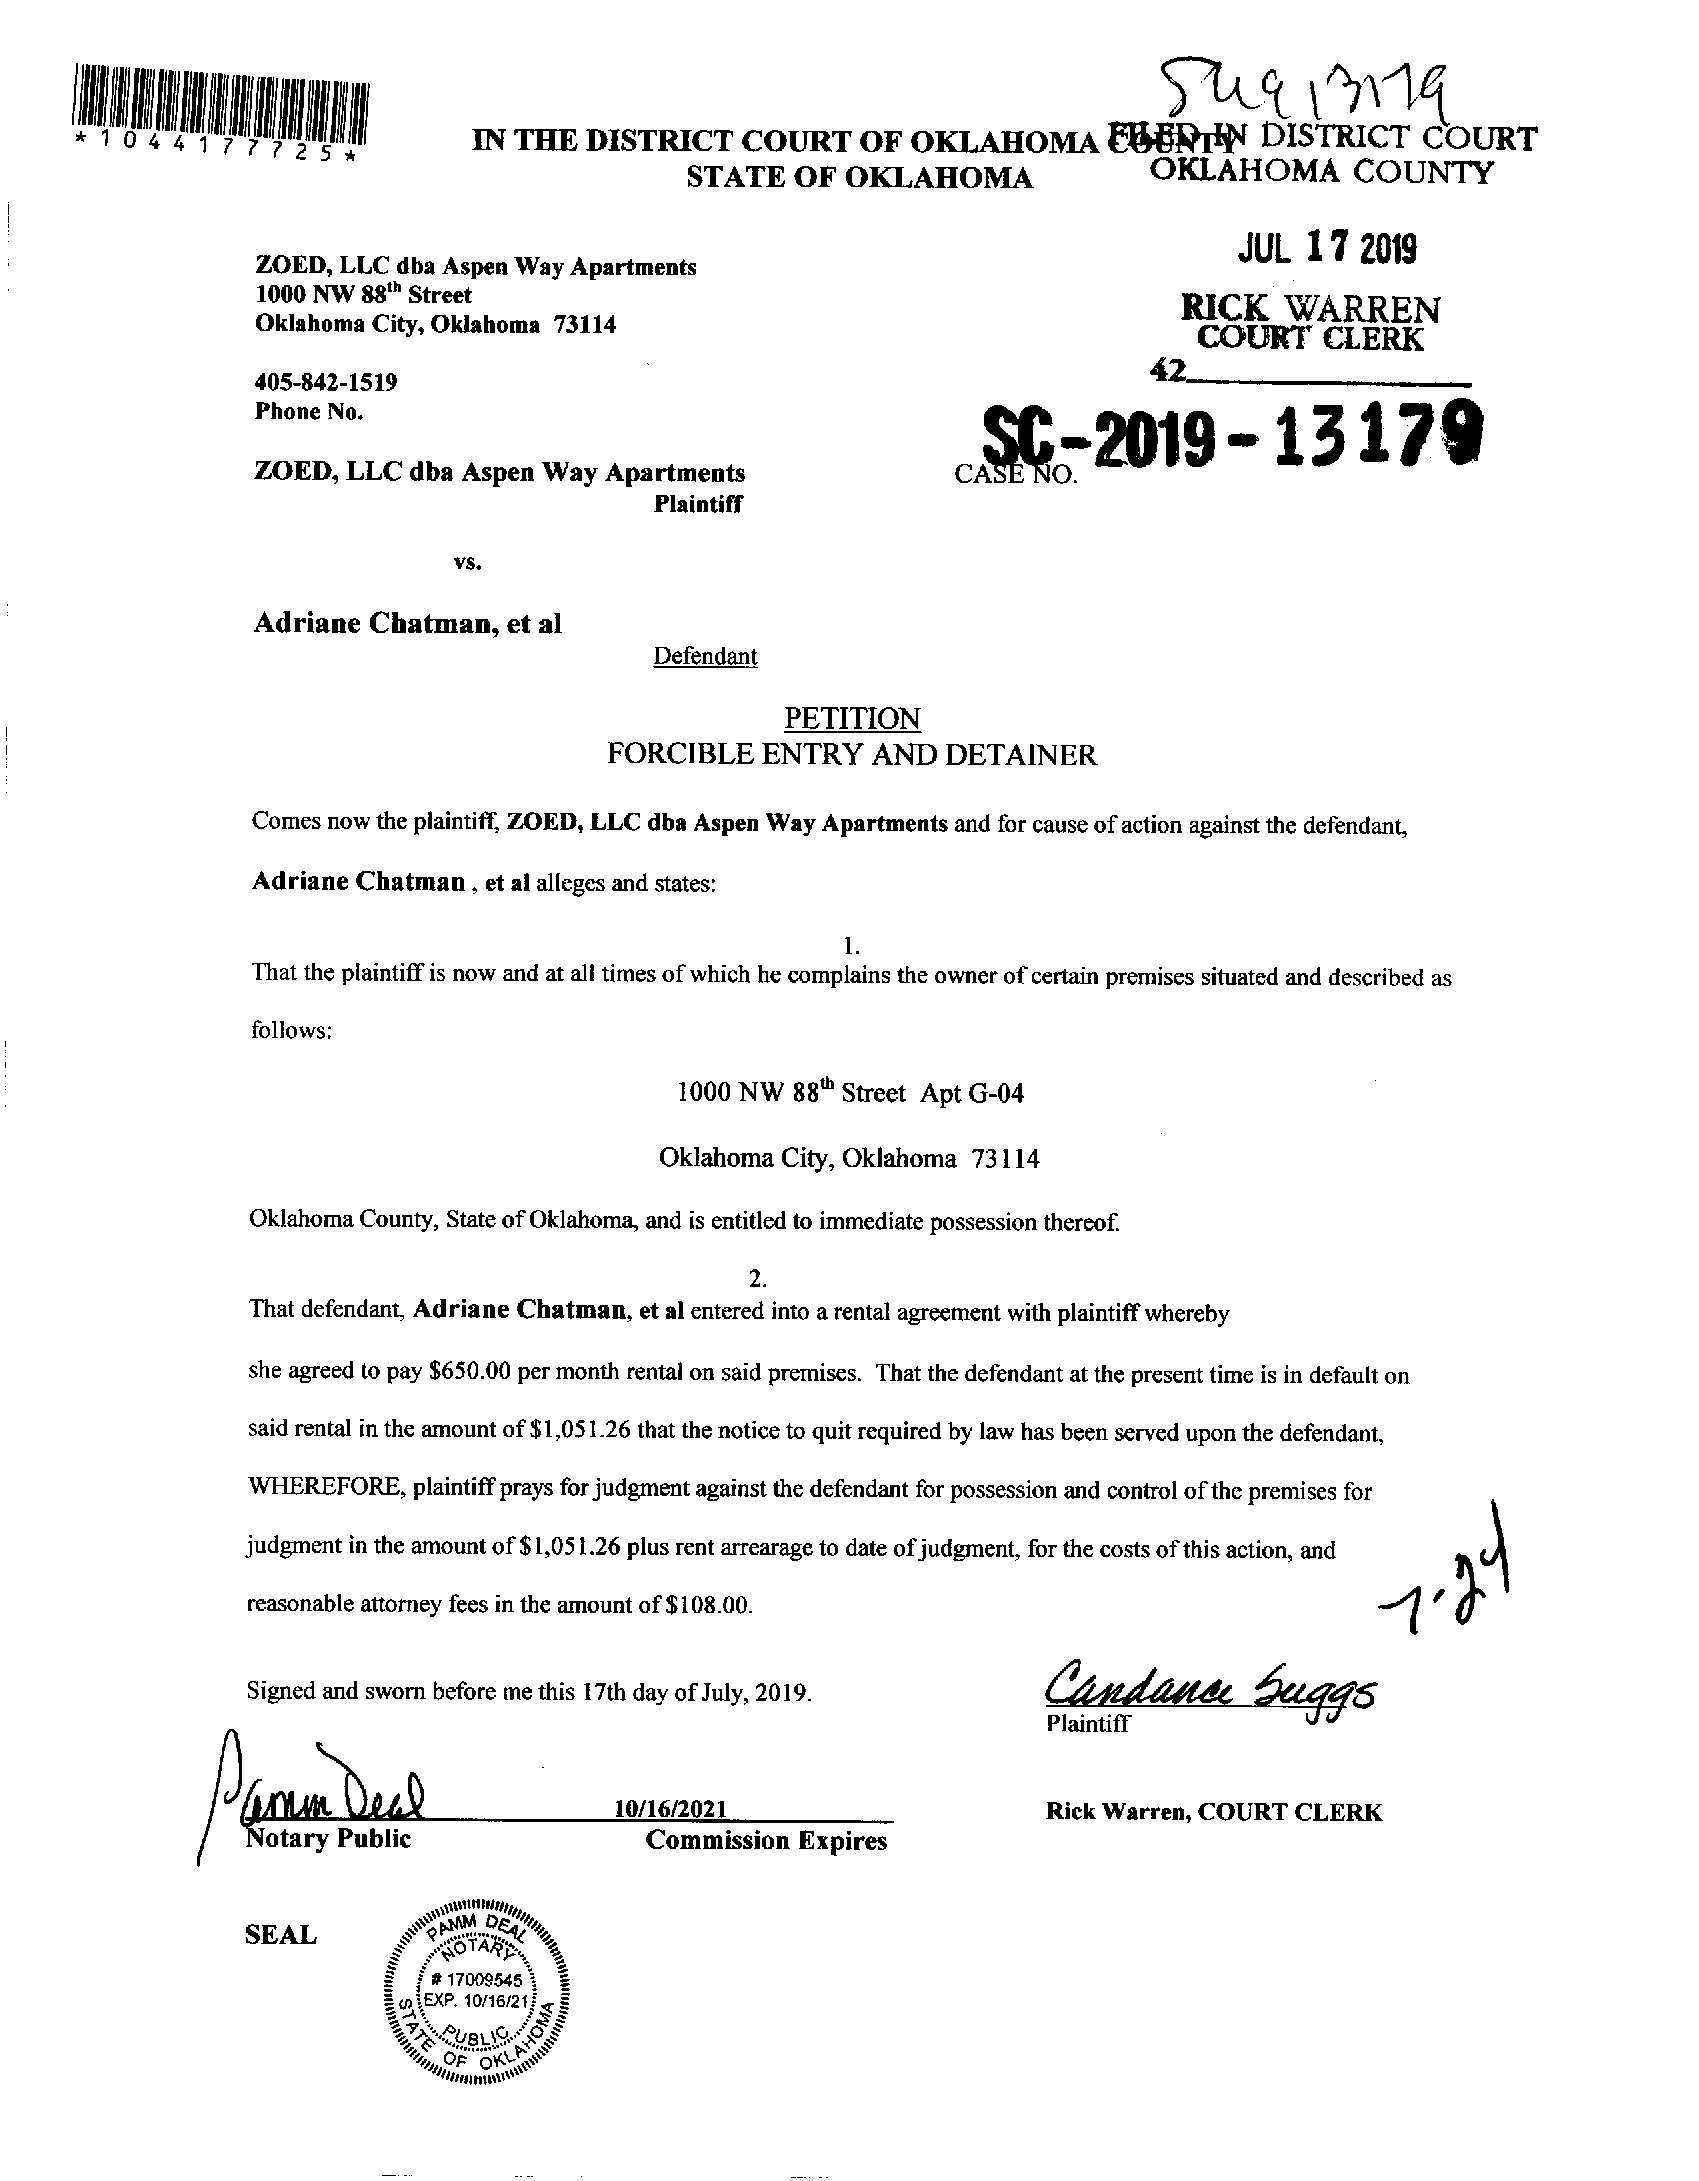 *1044177725*
IN THE DISTRICT COURT OF OKLAHOMA COUNTY
STATE OF OKLAHOMA
FILED IN DISTRICT COURT
OKLAHOMA COUNTY
JUL 17 2019
RICK WARREN
COURT CLERK
42
ZOED, LLC dba Aspen Way Apartments
1000 NW 88th Street
Oklahoma City, Oklahoma 73114
405-842-1519
Phone No.
SC-2019-13179
CASE NO.
ZOED, LLC dba Aspen Way Apartments
Plaintiff
vs.
Adriane Chatman, et al
Defendant
PETITION
FORCIBLE ENTRY AND DETAINER
Comes now the plaintiff, ZOED, LLC dba Aspen Way Apartments and for cause of action against the defendant,
Adriane Chatman , et al alleges and states:
1.
That the plaintiff is now and at all times of which he complains the owner of certain premises situated and described as
follows:
1000 NW 88th Street Apt G-04
Oklahoma City, Oklahoma 73114
Oklahoma County, State of Oklahoma, and is entitled to immediate possession thereof.
2.
That defendant, Adriane Chatman, et al entered into a rental agreement with plaintiff whereby
she agreed to pay $650.00 per month rental on said premises. That the defendant at the present time is in default on
said rental in the amount of $1,051.26 that the notice to quit required by law has been served upon the defendant,
WHEREFORE, plaintiff prays for judgment against the defendant for possession and control of the premises for
judgment in the amount of $1,051.26 plus rent arrearage to date of judgment, for the costs of this action, and
reasonable attorney fees in the amount of $108.00.
7-24
Signed and sworn before me this 17th day of July, 2019.
Candance Suggs
Plaintiff
Pamm Deal
10/16/2021
Notary Public
Commission Expires
Rick Warren, COURT CLERK
SEAL
PAMM DEAL
NOTARY
# 17009545
EXP. 10/16/21
PUBLIC
STATE OF OKLAHOMA